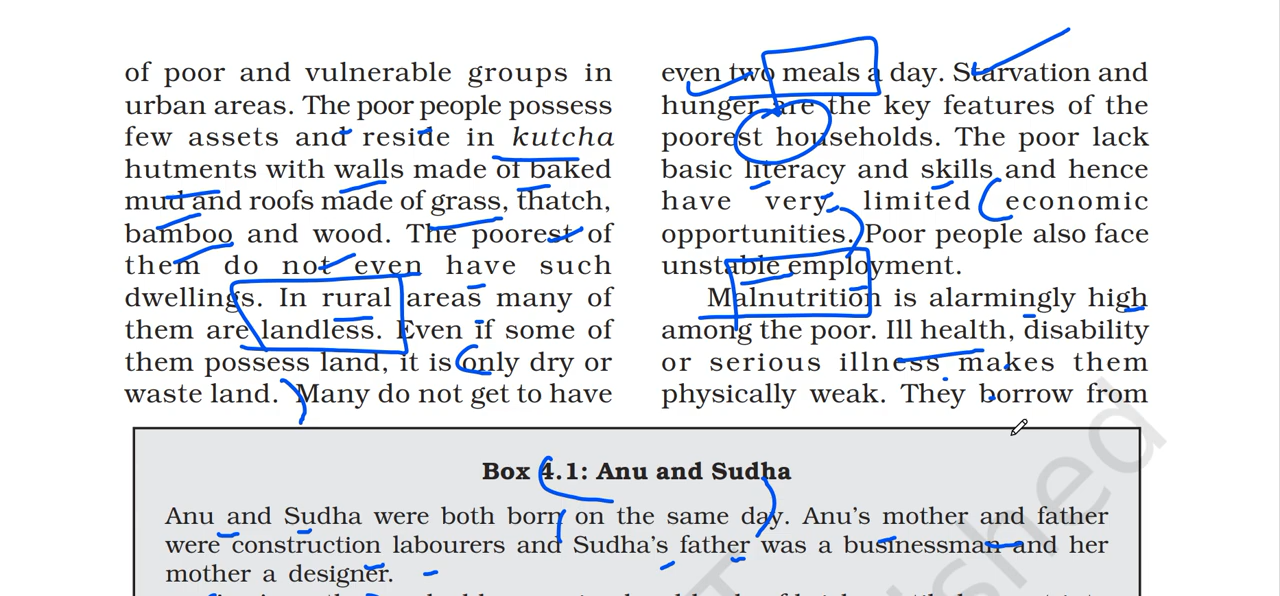 of poor and vulnerable groups in
urban areas. The poor people possess
few assets and reside in kutcha
hutments with walls made of baked
mud and roofs made of grass, thatch,
bamboo and wood. The poorest of
them do not even have such
dwellings. In rural areas many of
them are landless. Even if some of
them possess land, it is only dry or
waste land. Many do not get to have
even two meals a day. Starvation and
hunger are the key features of the
poorest households. The poor lack
basic literacy and skills and hence
have very limited economic
opportunities. Poor people also face
unstable employment.
Malnutrition is alarmingly high
among the poor. Ill health, disability
or serious illness makes them
physically weak. They borrow from
Box 4.1: Anu and Sudha
Anu and Sudha were both born on the same day. Anu's mother and father
were construction labourers and Sudha's father was a businessman and her
mother a designer.